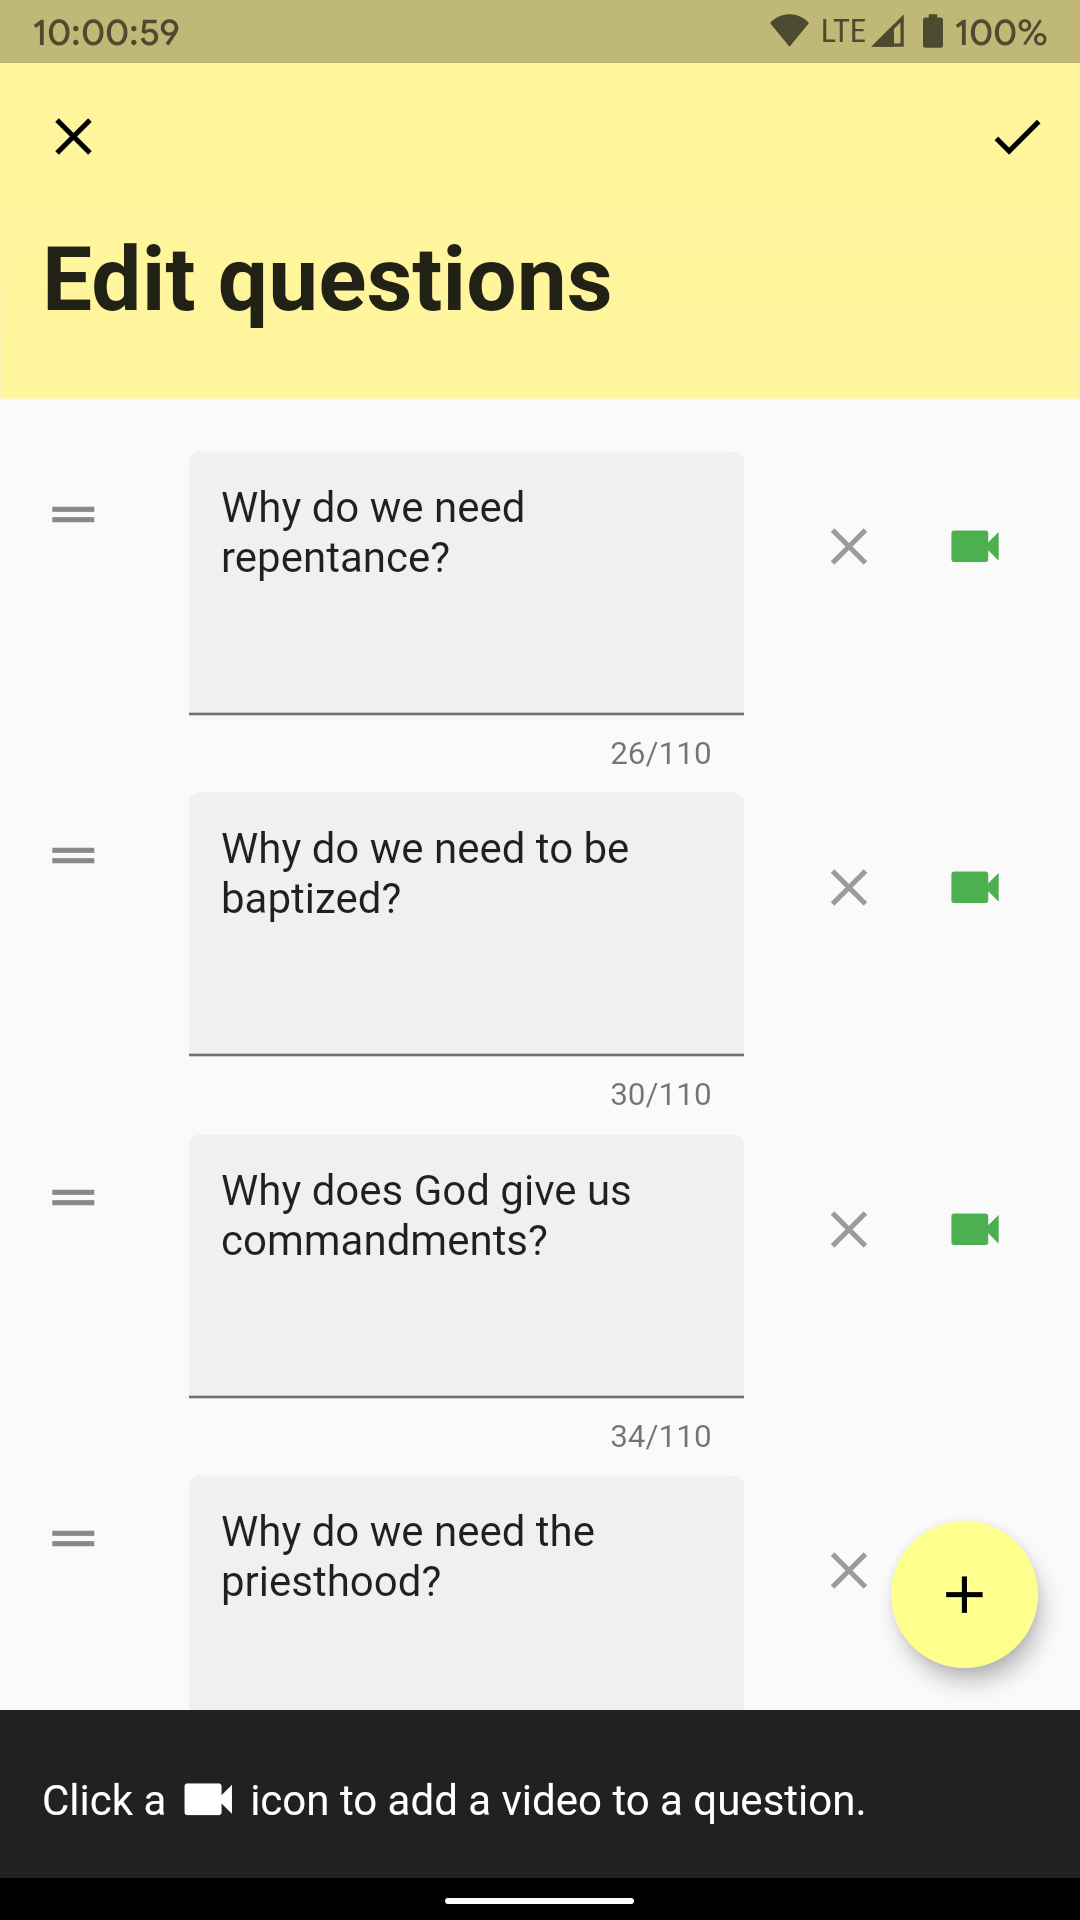 10:00:59 LTE 100%
Edit questions
Why do we need
repentance?
26/110
Why do we need to be
baptized?
30/110
Why does God give us
commandments?
34/110
Why do we need the
priesthood?
Click a icon to add a video to a question.